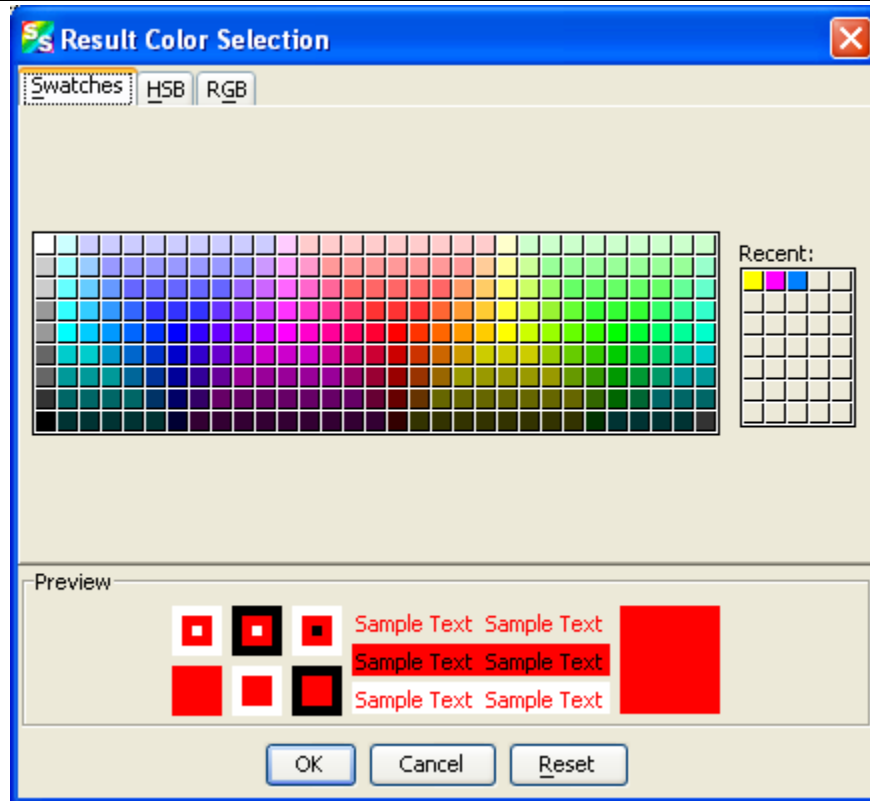 SS Result Color Selection
Swatches HSB RGB
Recent:
Preview
Sample Text Sample Text
Sample Text Sample Text
Sample Text Sample Text
OK Cancel Reset